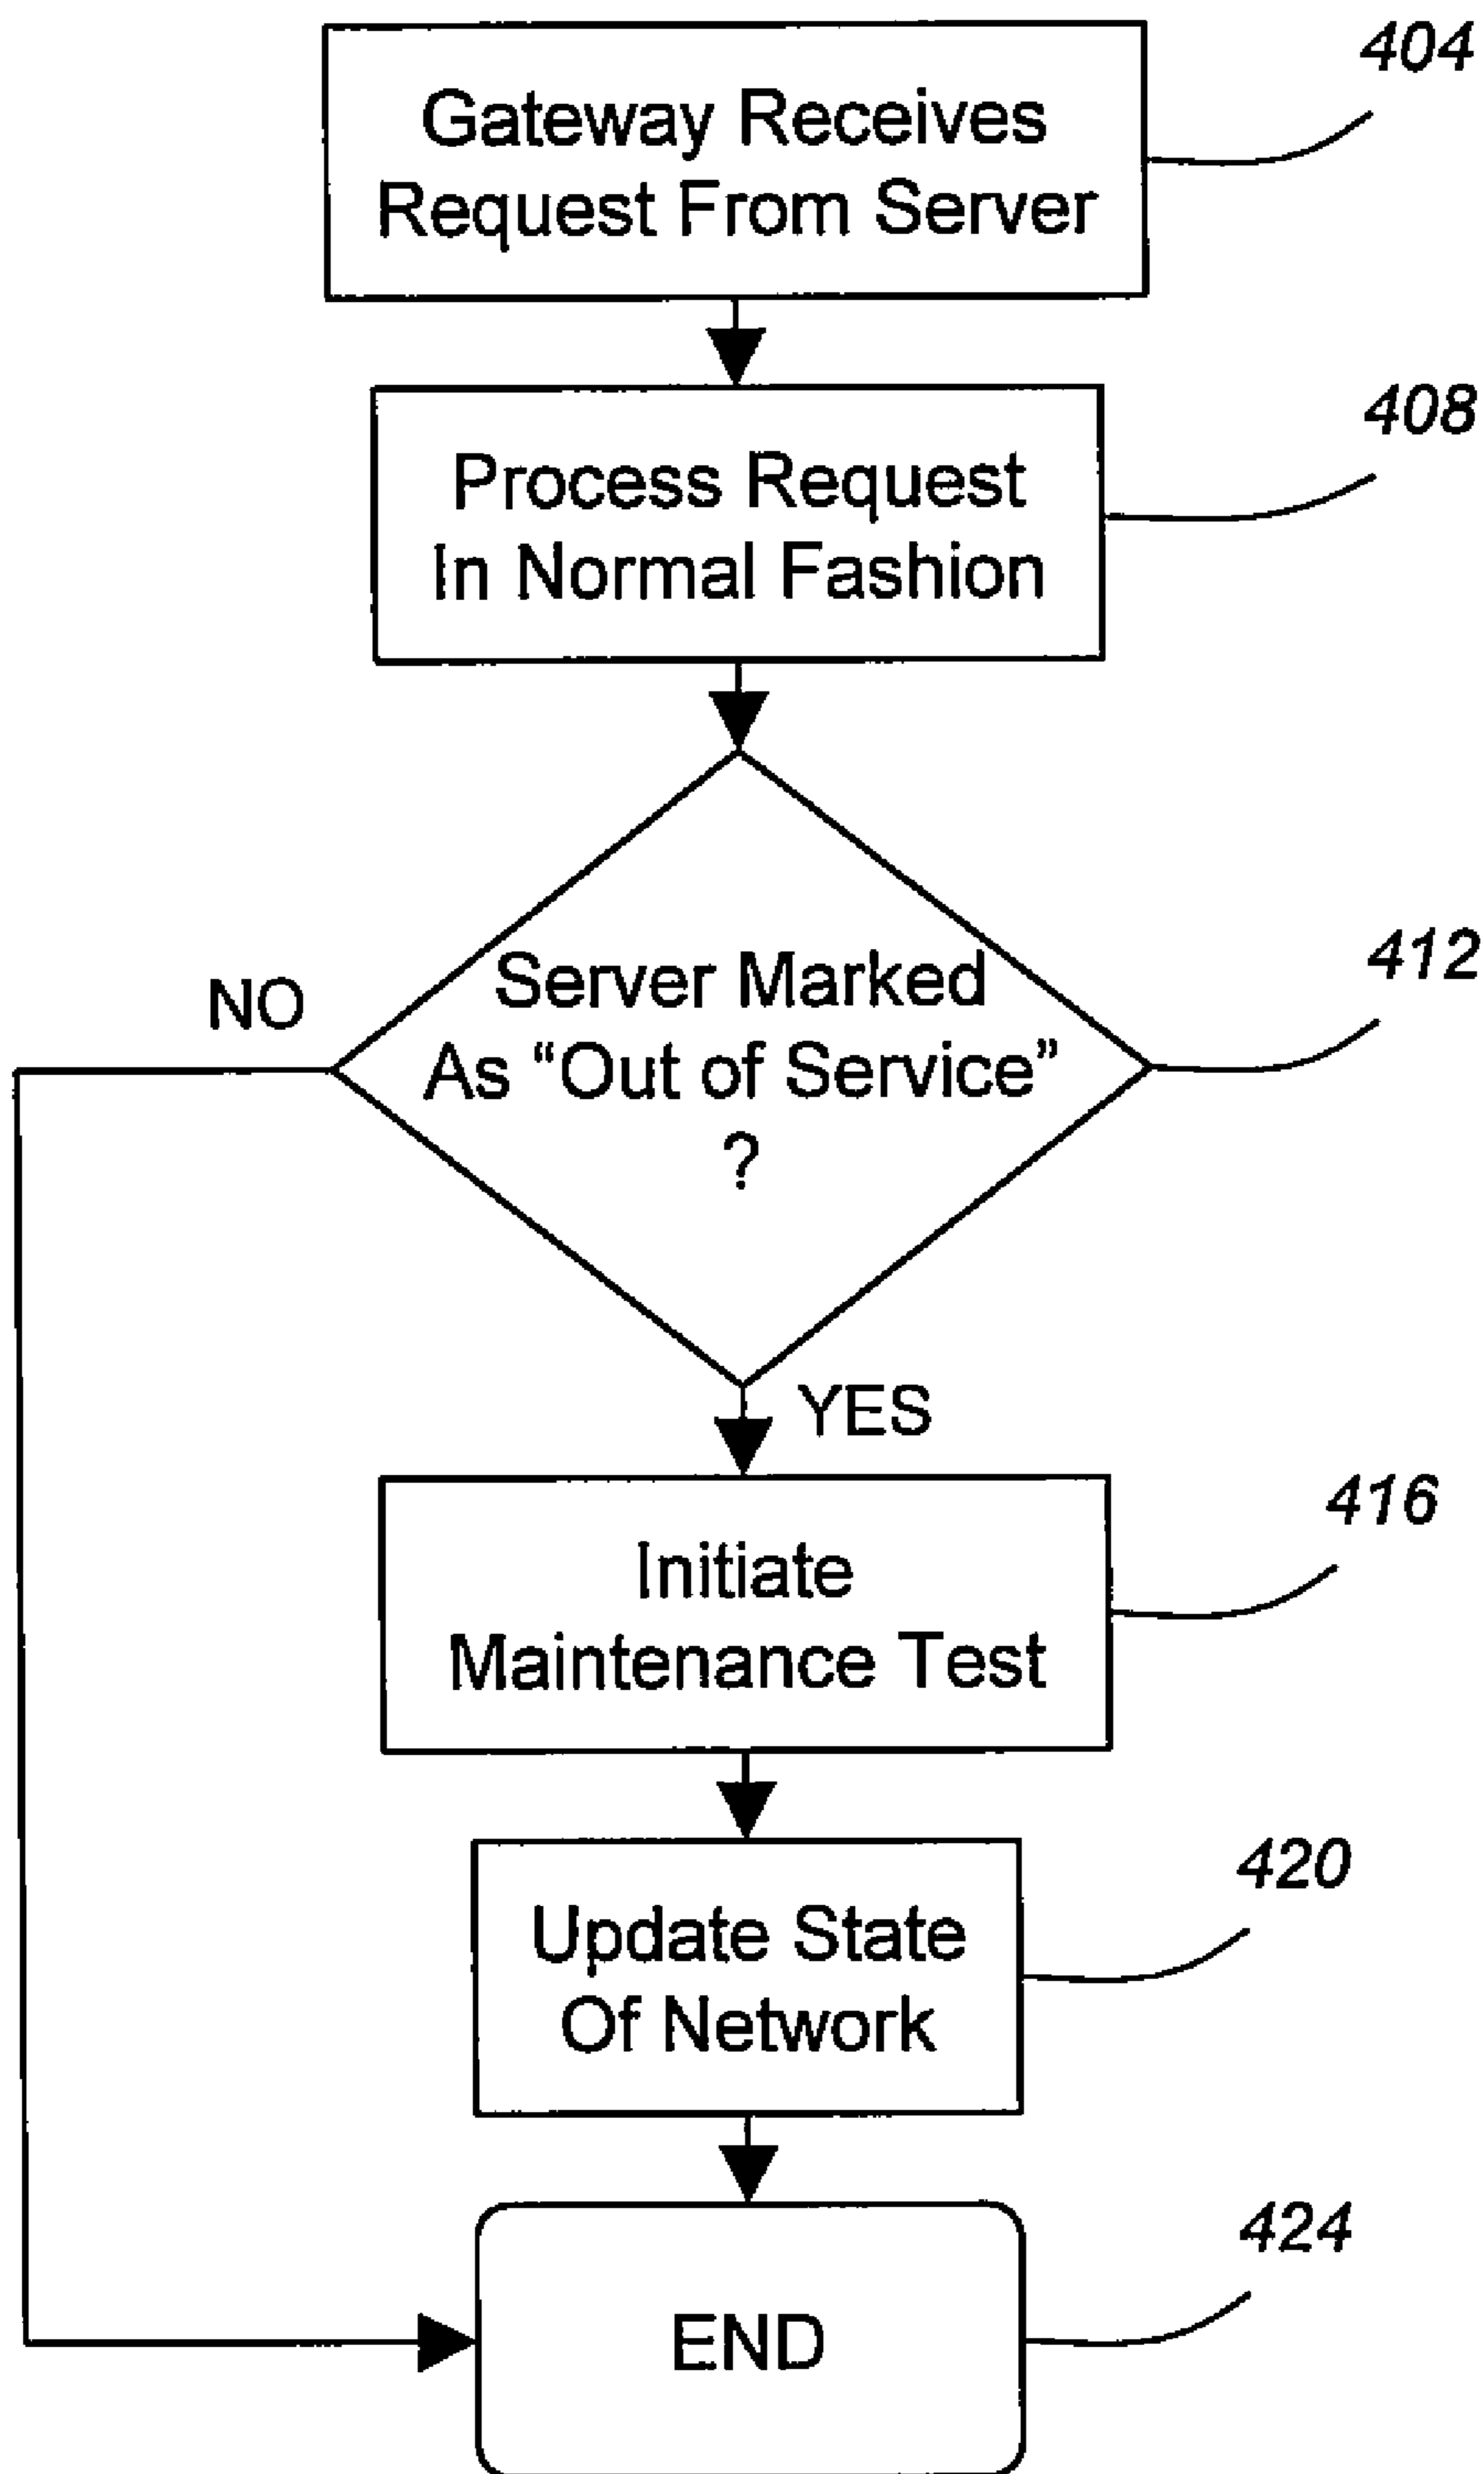 404
Gateway Receives
Request From Server
408
Process Request
In Normal Fashion
412
NO
Server Marked
As “Out of Service”
?
YES
416
Initiate
Maintenance Test
420
Update State
Of Network
424
END